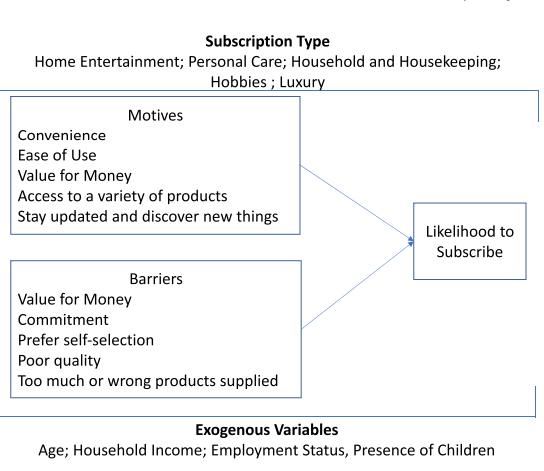 Subscription Type
Home Entertainment; Personal Care; Household and Housekeeping;
Hobbies ; Luxury
Motives
Convenience
Ease of Use
Value for Money
Access to a variety of products
Stay updated and discover new things
Likelihood to
Subscribe
Barriers
Value for Money
Commitment
Prefer self-selection
Poor quality
Too much or wrong products supplied
Exogenous Variables
Age; Household Income; Employment Status, Presence of Children